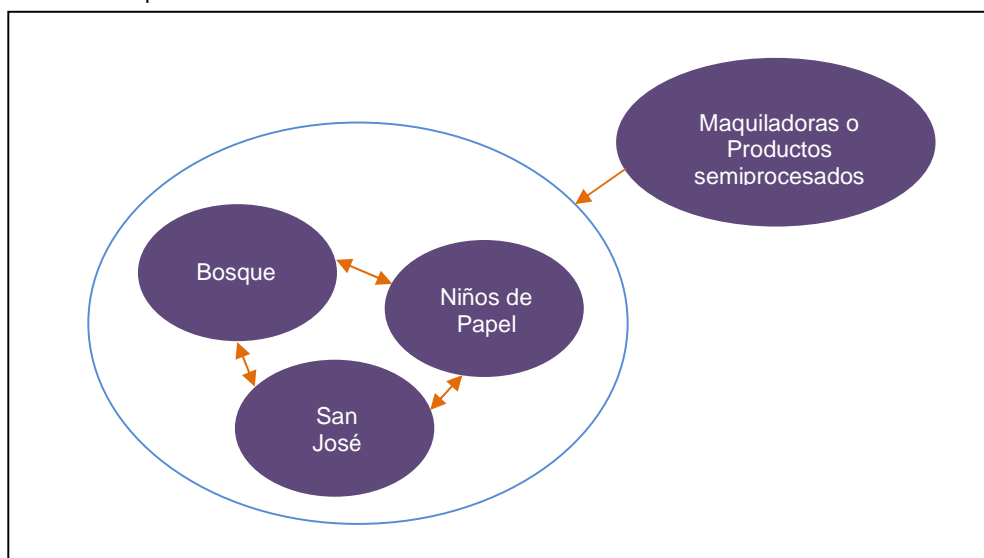 Maquiladoras o
Productos
semiprocesados
Bosque
Niños de
Papel
San
José